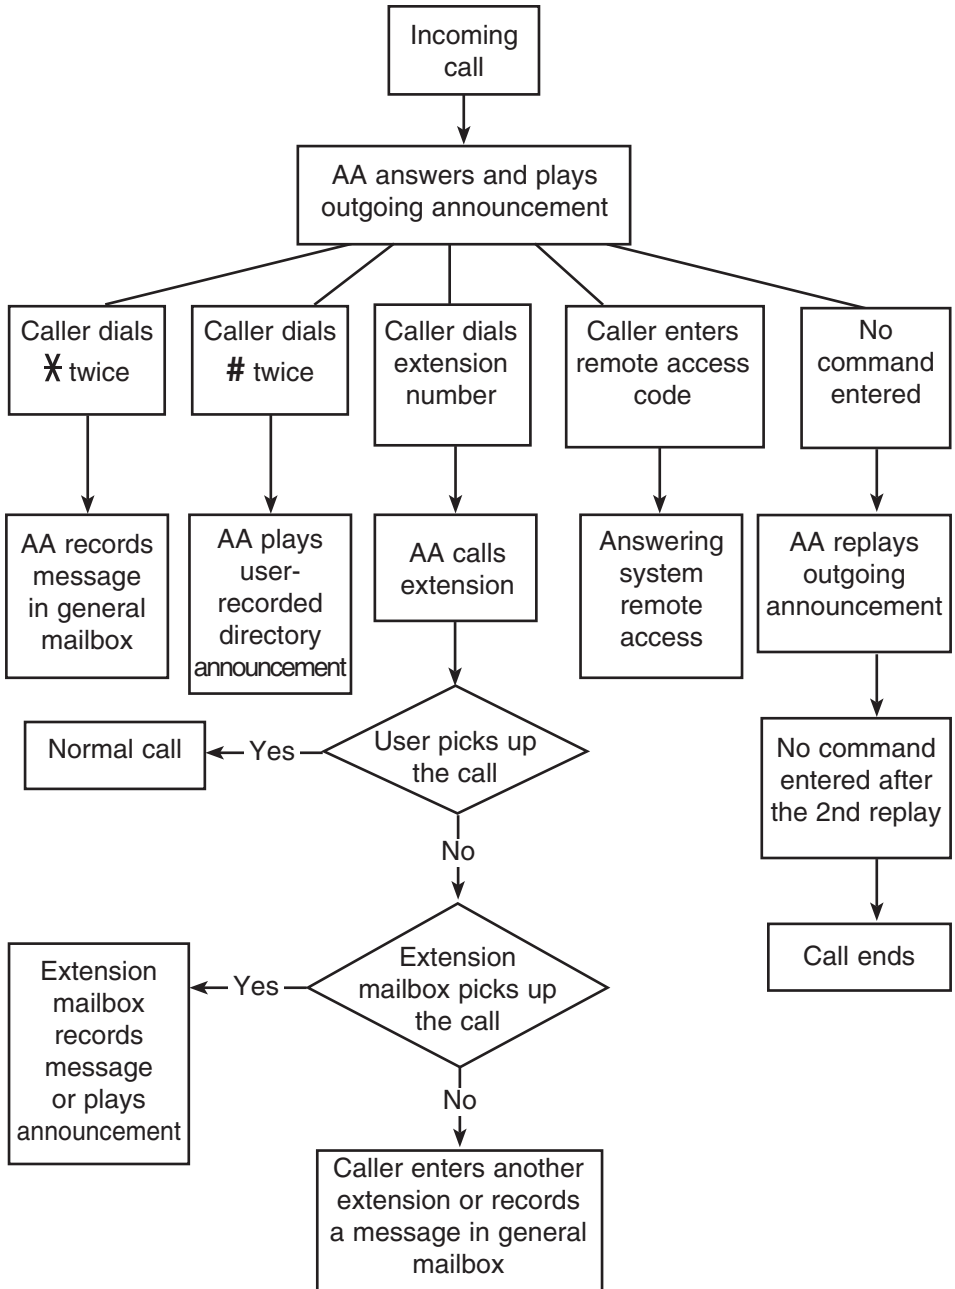 Incoming
call
AA answers and plays
outgoing announcement
Caller dials
* twice
Caller dials
# twice
Caller dials
extension
number
Caller enters
remote access
code
No
command
entered
AA records
message
in general
mailbox
AA plays
user-
recorded
directory
announcement
AA calls
extension
Answering
system
remote
access
AA replays
outgoing
announcement
Normal call
Yes
User picks up
the call
No command
entered after
the 2nd replay
No
Call ends
Extension
mailbox
records
message
or plays
announcement
Yes
Extension
mailbox picks up
the call
No
Caller enters another
extension or records
a message in general
mailbox